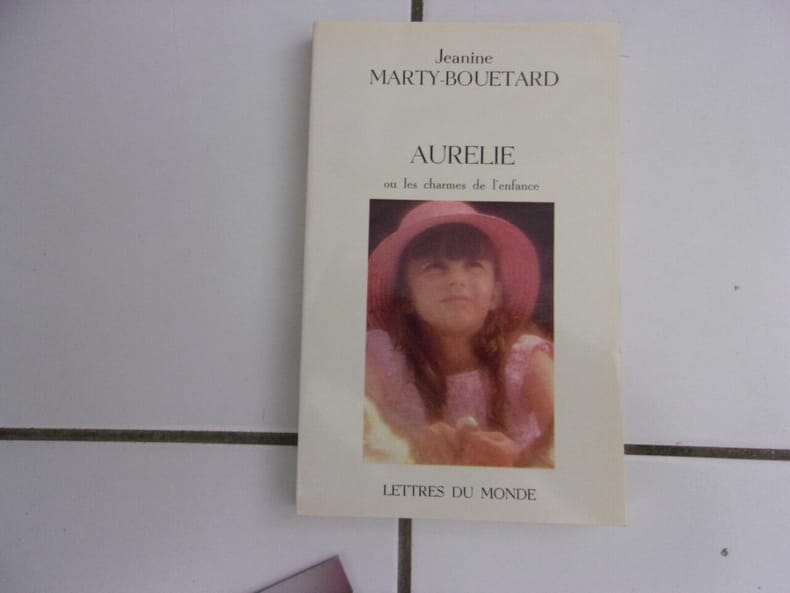 Jeanine
MARTY-BOUETARD
AURELIE
ou les charmes de l'enfance
LETTRES DU MONDE